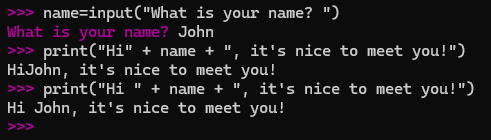 >>> name=input("What is your name? ")
What is your name? John
>>> print("Hi" + name + ", it's nice to meet you!")
HiJohn, it's nice to meet you!
>>> print("Hi " + name + ", it's nice to meet you!")
Hi John, it's nice to meet you!
>>>